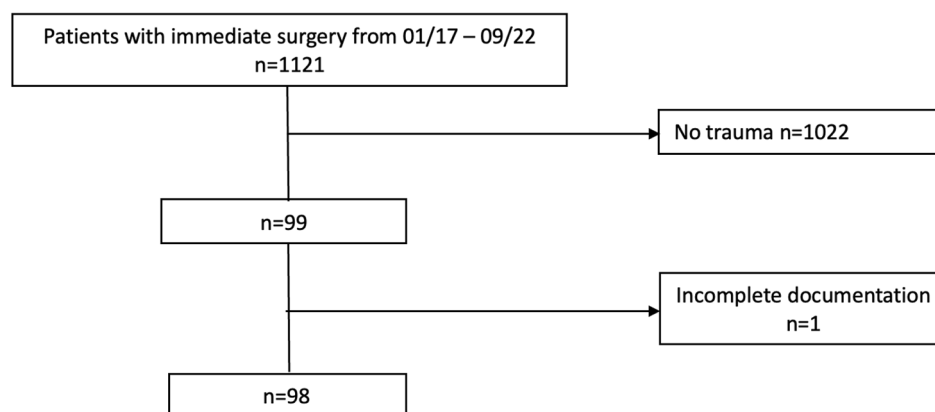 Patients with immediate surgery from 01/17 – 09/22
n=1121
No trauma n=1022
n=99
Incomplete documentation
n=1
n=98